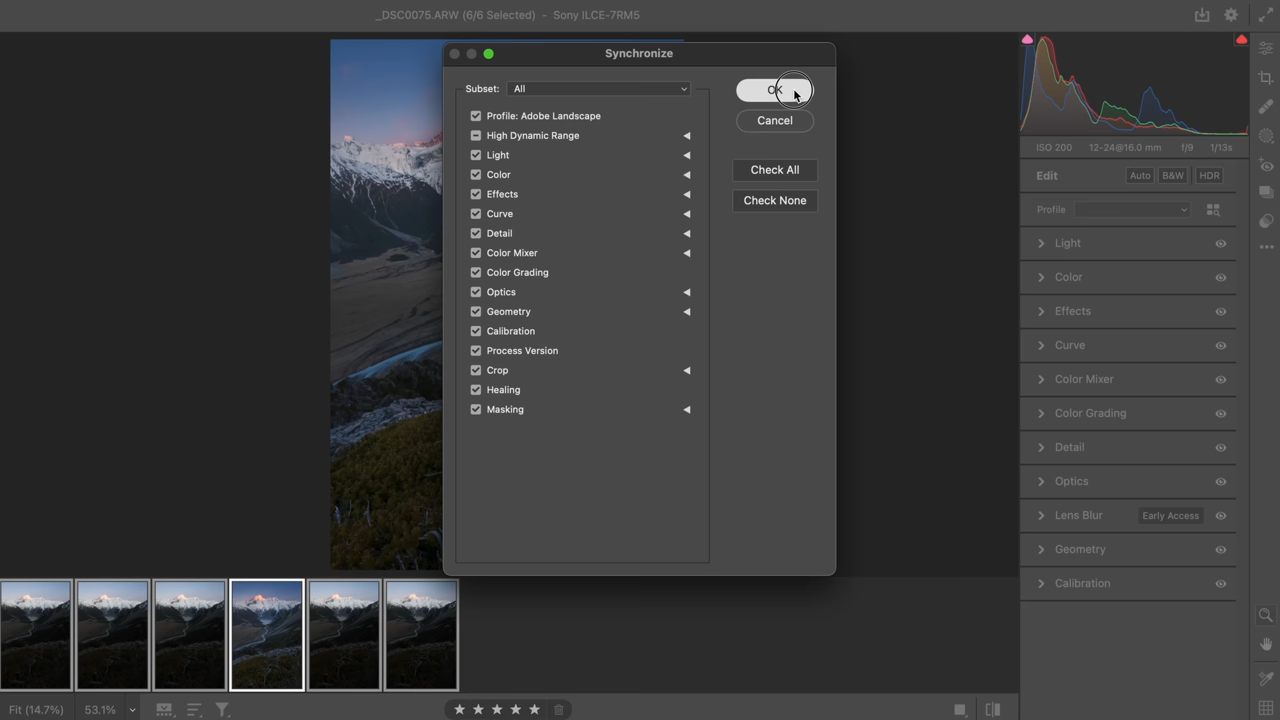 _DSC0075.ARW (6/6 Selected) - Sony ILCE-7RM5
Synchronize
Subset: All
OK
Cancel
Check All
Check None
Profile: Adobe Landscape
High Dynamic Range
Light
Color
Effects
Curve
Detail
Color Mixer
Color Grading
Optics
Geometry
Calibration
Process Version
Crop
Healing
Masking
ISO 200 12-24@16.0 mm f/9 1/13s
Edit Auto B&W HDR
Profile
Light
Color
Effects
Curve
Color Mixer
Color Grading
Detail
Optics
Lens Blur Early Access
Geometry
Calibration
Fit (14.7%) 53.1%